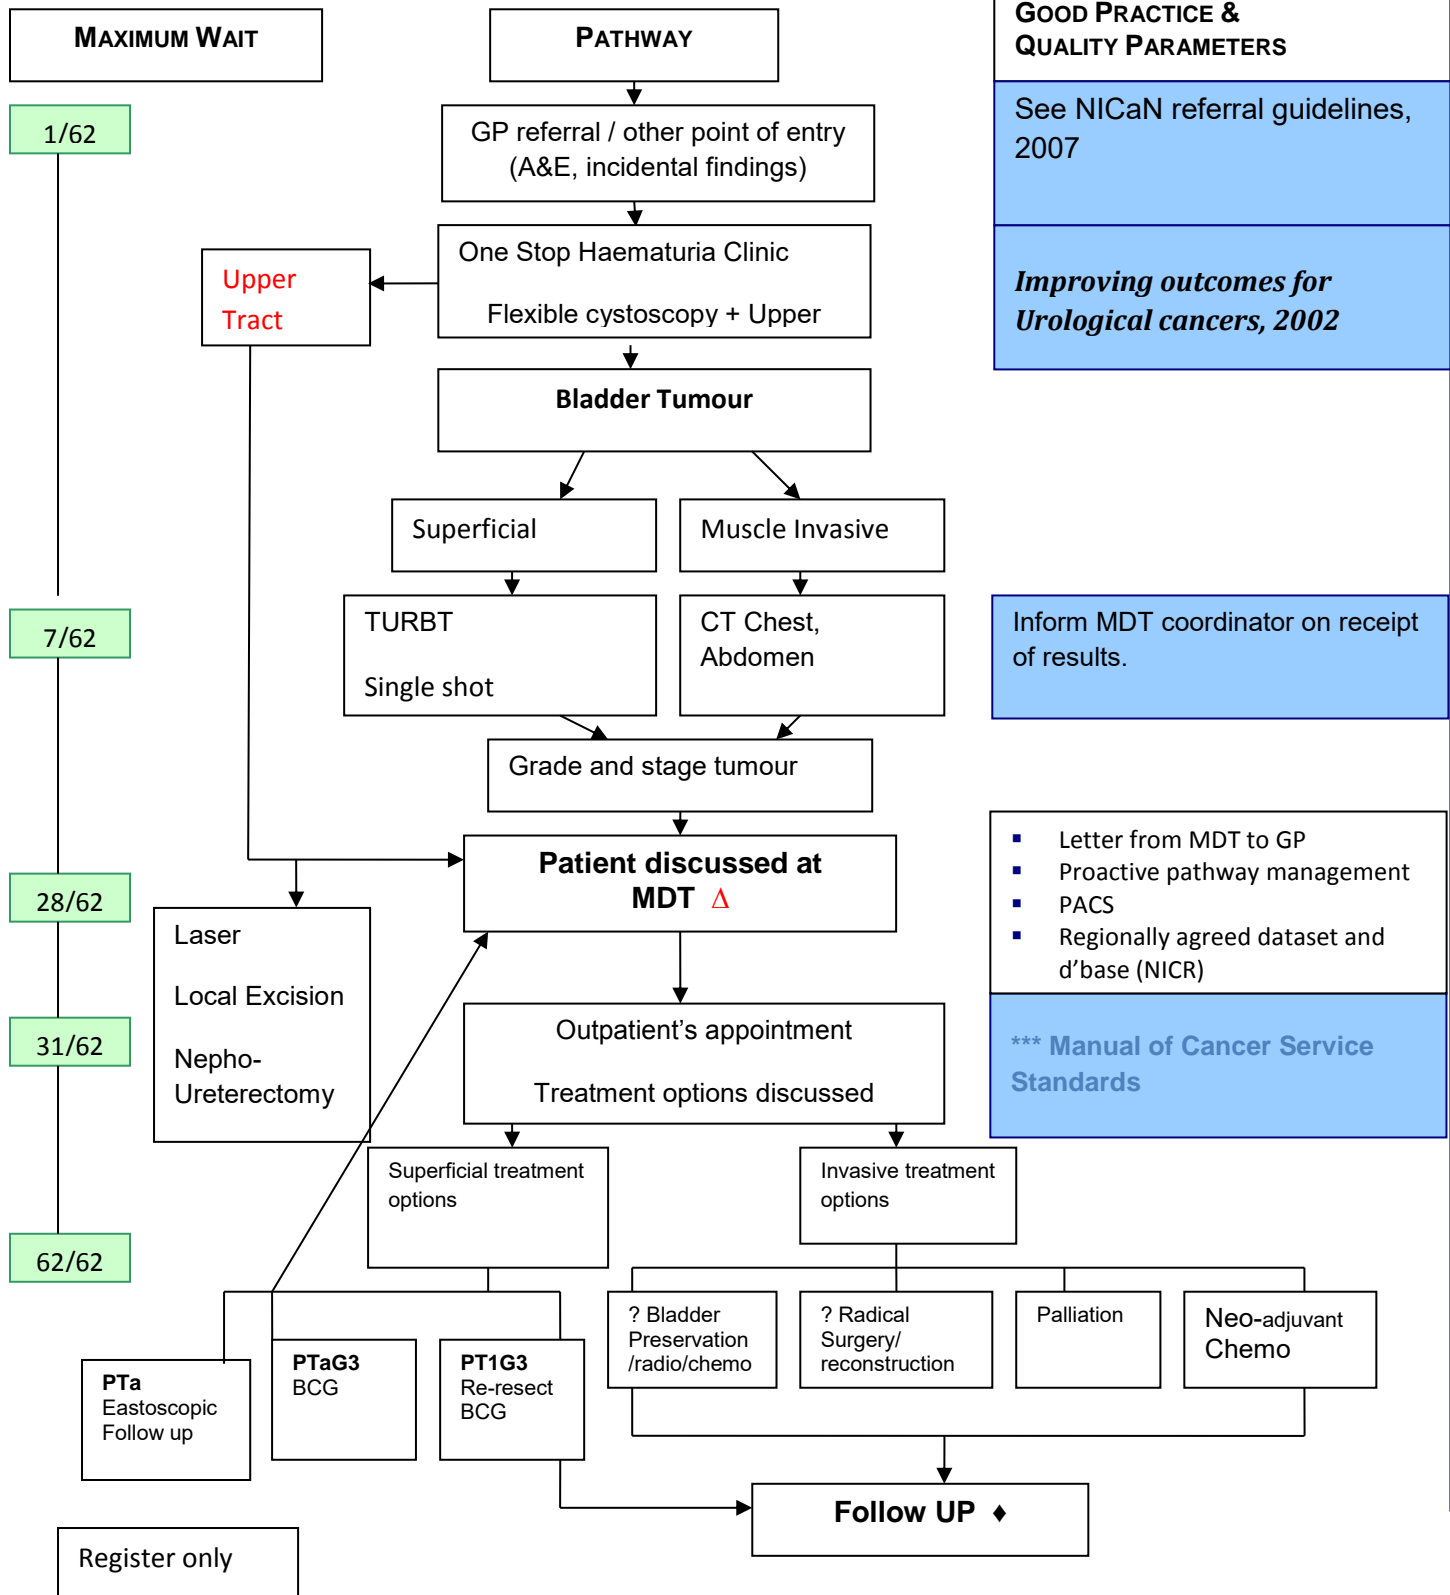 MAXIMUM WAIT
PATHWAY
GOOD PRACTICE &
QUALITY PARAMETERS
1/62
GP referral / other point of entry
(A&E, incidental findings)
See NICaN referral guidelines,
2007
Upper
Tract
One Stop Haematuria Clinic
Flexible cystoscopy + Upper
Improving outcomes for
Urological cancers, 2002
Bladder Tumour
Superficial
Muscle Invasive
7/62
TURBT
Single shot
CT Chest,
Abdomen
Inform MDT coordinator on receipt
of results.
Grade and stage tumour
Patient discussed at
MDT Δ
▪ Letter from MDT to GP
▪ Proactive pathway management
▪ PACS
▪ Regionally agreed dataset and
d’base (NICR)
28/62
Laser
Local Excision
Nepho-
Ureterectomy
31/62
Outpatient’s appointment
Treatment options discussed
*** Manual of Cancer Service
Standards
Superficial treatment
options
Invasive treatment
options
62/62
PTa
Eastoscopic
Follow up
PTaG3
BCG
PT1G3
Re-resect
BCG
? Bladder
Preservation
/radio/chemo
? Radical
Surgery/
reconstruction
Palliation
Neo-adjuvant
Chemo
Follow UP ♦
Register only